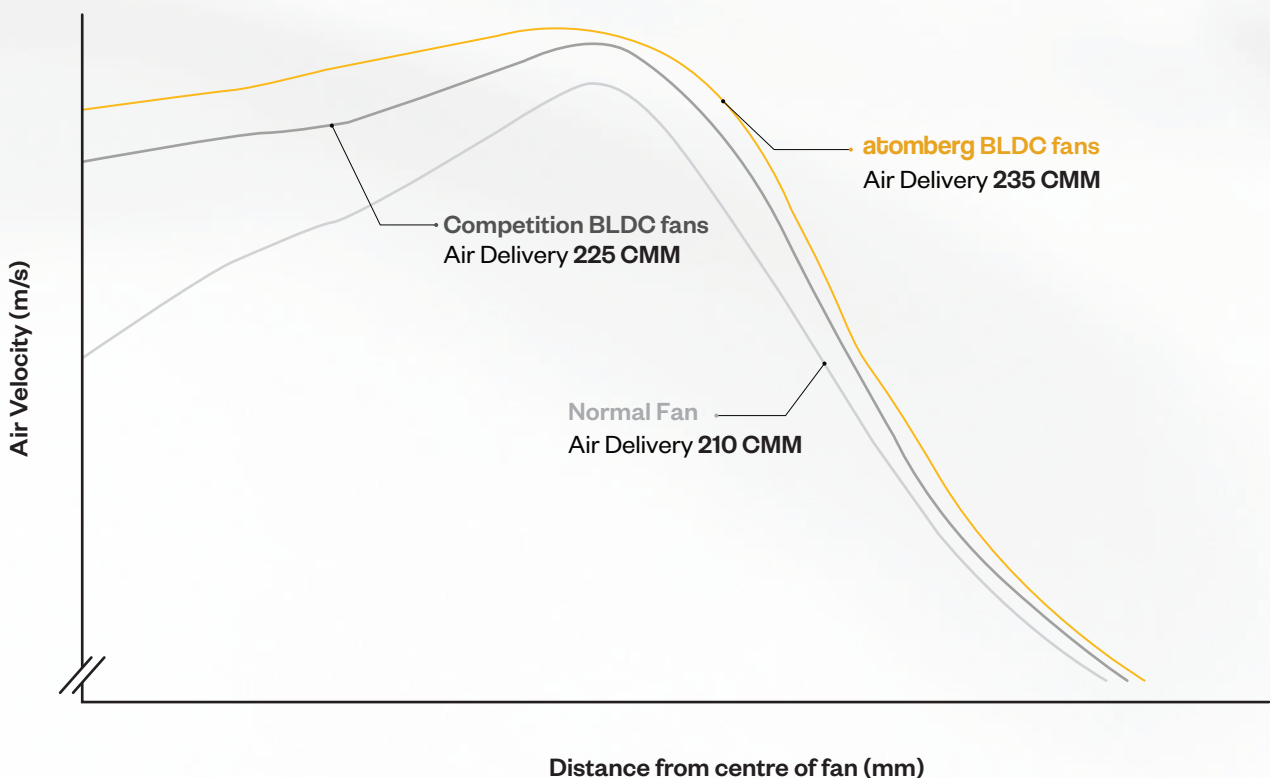 atomberg BLDC fans
Air Delivery 235 CMM
Competition BLDC fans
Air Delivery 225 CMM
Air Velocity (m/s)
Normal Fan
Air Delivery 210 CMM
Distance from centre of fan (mm)